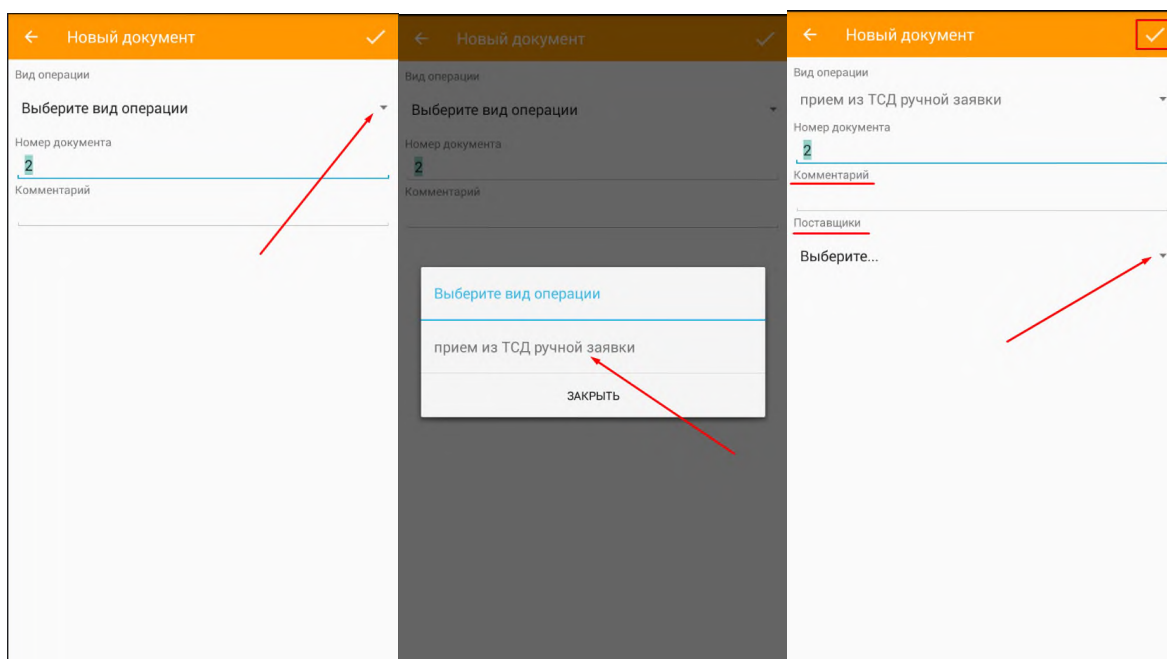 Новый документ
Вид операции
Выберите вид операции
Номер документа
2
Комментарий
Новый документ
Вид операции
Выберите вид операции
Номер документа
2
Комментарий
Выберите вид операции
прием из ТСД ручной заявки
ЗАКРЫТЬ
Новый документ
Вид операции
прием из ТСД ручной заявки
Номер документа
2
Комментарий
Поставщики
Выберите...